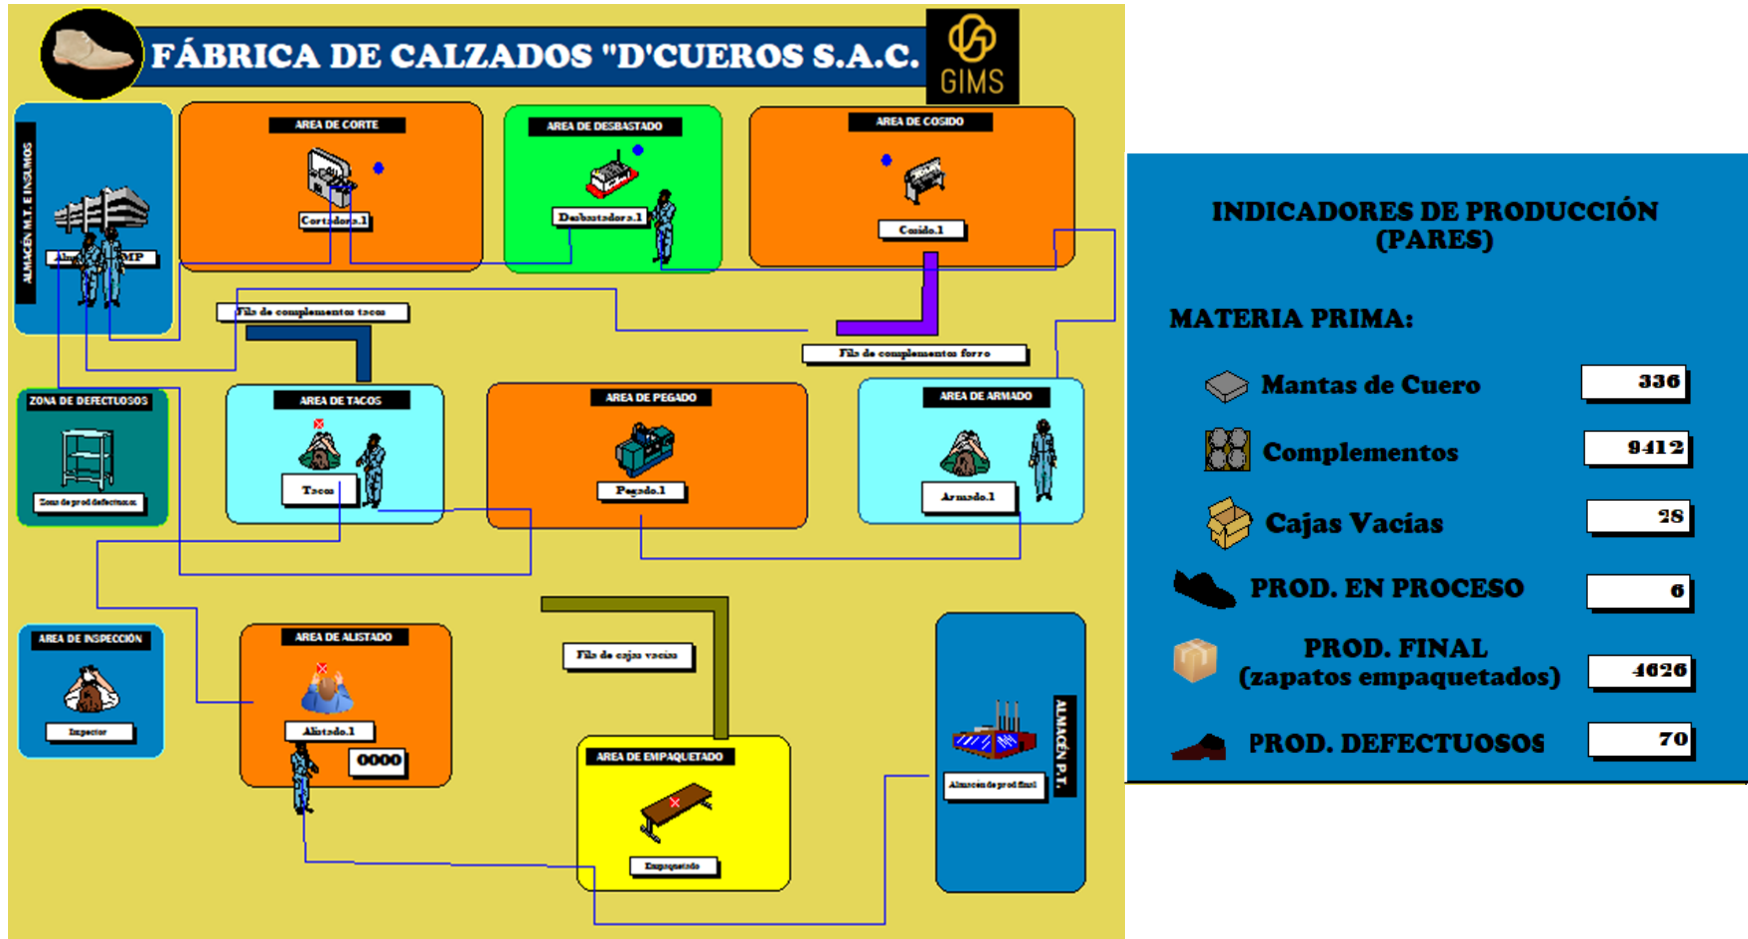 FÁBRICA DE CALZADOS "D'CUEROS S.A.C.
GIMS
ALMACÉN M.T. E INSUMOS
MP
AREA DE CORTE
Cortadora.1
AREA DE DESBASTADO
Desbastadora.1
AREA DE COSIDO
Cosido.1
Fila de complementos tacos
Fila de complementos forro
ZONA DE DEFECTUOSOS
Zona de prod defectuosos
AREA DE TACOS
Tacos
AREA DE PEGADO
Pegado.1
AREA DE ARMADO
Armado.1
AREA DE INSPECCIÓN
Inspector
AREA DE ALISTADO
Alistado.1
0000
Fila de cajas vacias
AREA DE EMPAQUETADO
Empaquetado
ALMACÉN P.T.
Almacén de prod final
INDICADORES DE PRODUCCIÓN
(PARES)
MATERIA PRIMA:
Mantas de Cuero 336
Complementos 9412
Cajas Vacías 28
PROD. EN PROCESO 6
PROD. FINAL
(zapatos empaquetados) 4626
PROD. DEFECTUOSOS 70